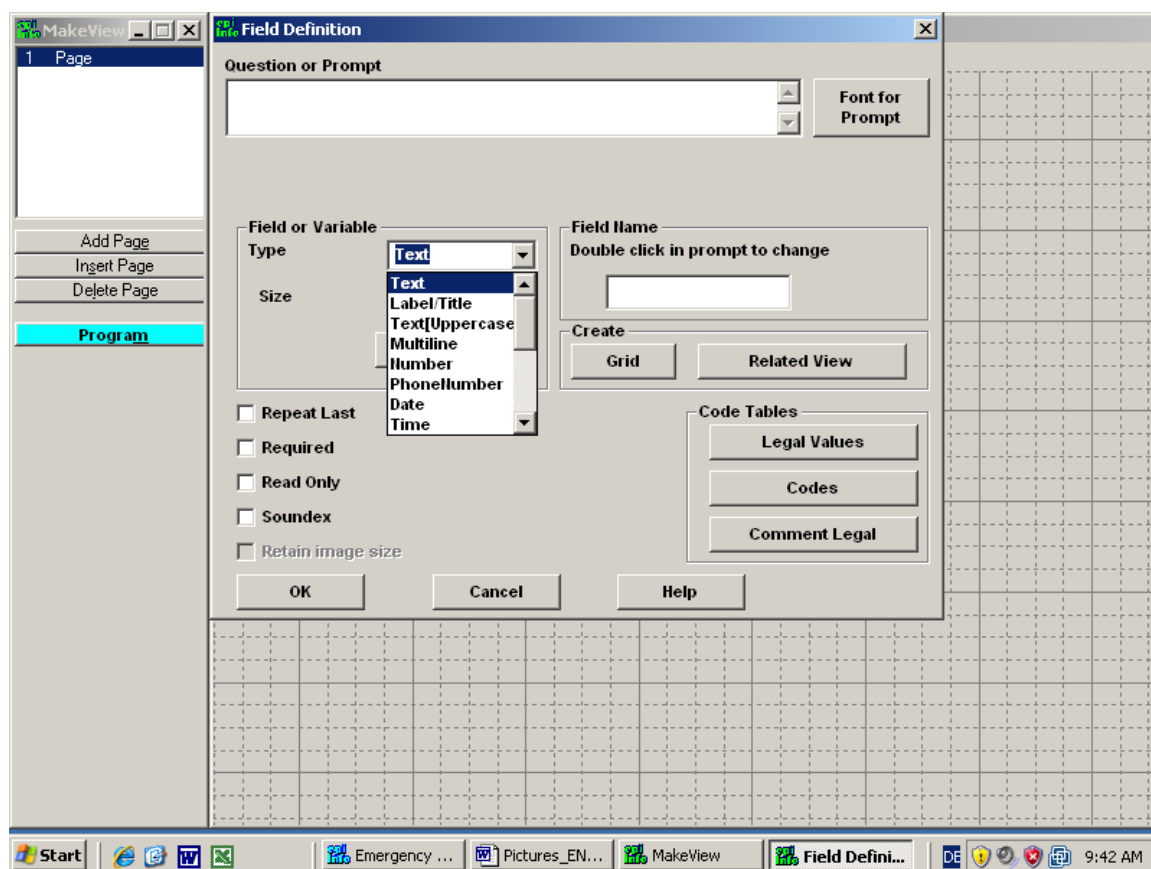 MakeView
1 Page
Add Page
Insert Page
Delete Page
Program
Field Definition
Question or Prompt
Font for
Prompt
Field or Variable
Type
Text
Size
Text
Label/Title
Text[Uppercase
Multiline
Number
PhoneNumber
Date
Time
Field Name
Double click in prompt to change
Create
Grid
Related View
Repeat Last
Required
Read Only
Soundex
Retain image size
Code Tables
Legal Values
Codes
Comment Legal
OK
Cancel
Help
Start
Emergency ...
Pictures_EN...
MakeView
Field Defini...
DE
9:42 AM